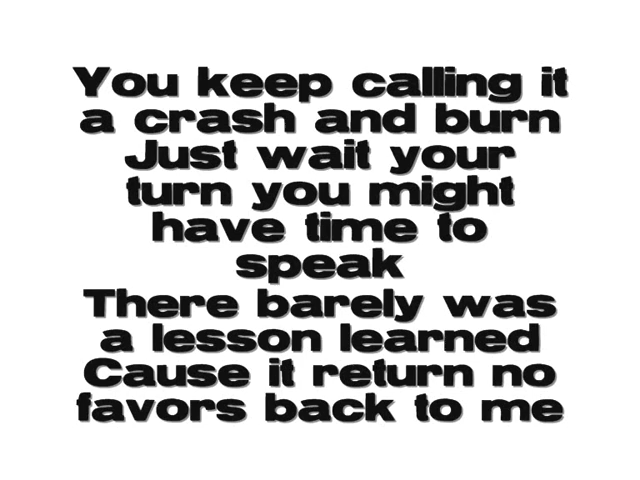 You keep calling it
a crash and burn
Just wait your
turn you might
have time to
speak
There barely was
a lesson learned
Cause it return no
favors back to me